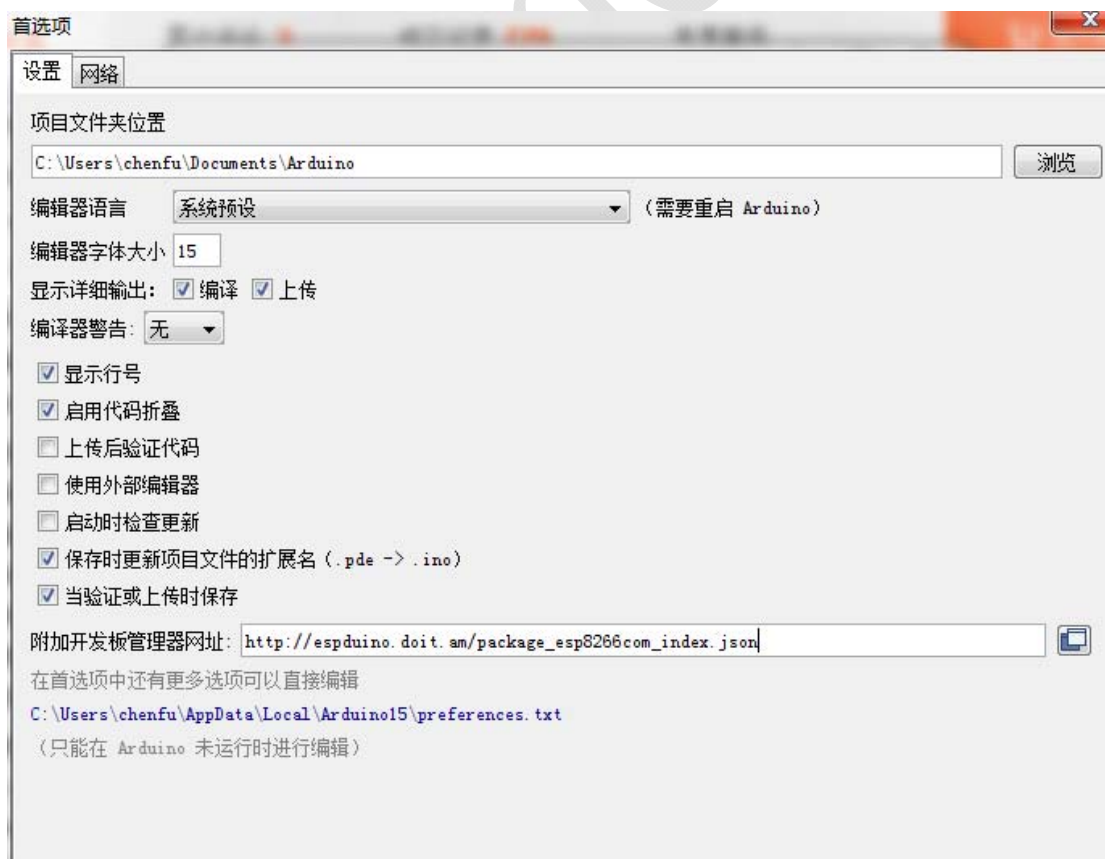 首选项
设置 网络
项目文件夹位置
C:\Users\chenfu\Documents\Arduino 浏览
编辑器语言 系统预设 (需要重启 Arduino)
编辑器字体大小 15
显示详细输出: 编译 上传
编译器警告: 无
显示行号
启用代码折叠
上传后验证代码
使用外部编辑器
启动时检查更新
保存时更新项目文件的扩展名 (.pde -> .ino)
当验证或上传时保存
附加开发板管理器网址: http://espduino.doit.am/package_esp8266com_index.json
在首选项中还有更多选项可以直接编辑
C:\Users\chenfu\AppData\Local\Arduino15\preferences.txt
(只能在 Arduino 未运行时进行编辑)